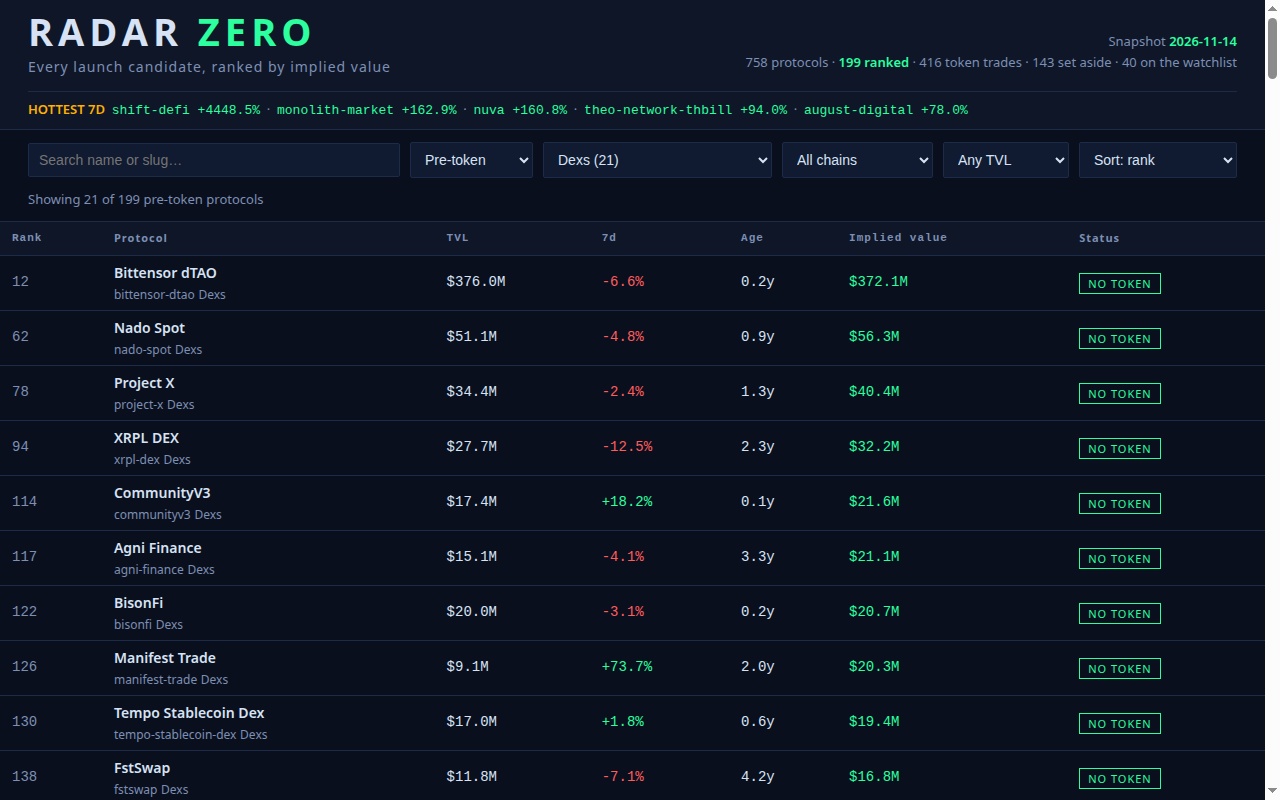 RADAR ZERO
Every launch candidate, ranked by implied value
Snapshot 2026-11-14
758 protocols · 199 ranked · 416 token trades · 143 set aside · 40 on the watchlist
HOTTEST 7D shift-defi +4448.5% · monolith-market +162.9% · nuva +160.8% · theo-network-thbill +94.0% · august-digital +78.0%
Search name or slug… Pre-token Dexs (21) All chains Any TVL Sort: rank
Showing 21 of 199 pre-token protocols
Rank Protocol TVL 7d Age Implied value Status
12 Bittensor dTAO $376.0M -6.6% 0.2y $372.1M NO TOKEN
bittensor-dtao Dexs
62 Nado Spot $51.1M -4.8% 0.9y $56.3M NO TOKEN
nado-spot Dexs
78 Project X $34.4M -2.4% 1.3y $40.4M NO TOKEN
project-x Dexs
94 XRPL DEX $27.7M -12.5% 2.3y $32.2M NO TOKEN
xrpl-dex Dexs
114 CommunityV3 $17.4M +18.2% 0.1y $21.6M NO TOKEN
communityv3 Dexs
117 Agni Finance $15.1M -4.1% 3.3y $21.1M NO TOKEN
agni-finance Dexs
122 BisonFi $20.0M -3.1% 0.2y $20.7M NO TOKEN
bisonfi Dexs
126 Manifest Trade $9.1M +73.7% 2.0y $20.3M NO TOKEN
manifest-trade Dexs
130 Tempo Stablecoin Dex $17.0M +1.8% 0.6y $19.4M NO TOKEN
tempo-stablecoin-dex Dexs
138 FstSwap $11.8M -7.1% 4.2y $16.8M NO TOKEN
fstswap Dexs